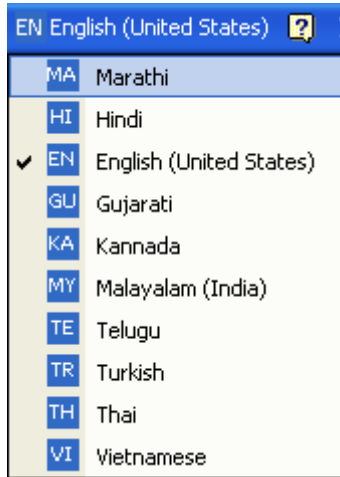 EN English (United States) ?
MA Marathi
HI Hindi
EN English (United States)
GU Gujarati
KA Kannada
MY Malayalam (India)
TE Telugu
TR Turkish
TH Thai
VI Vietnamese